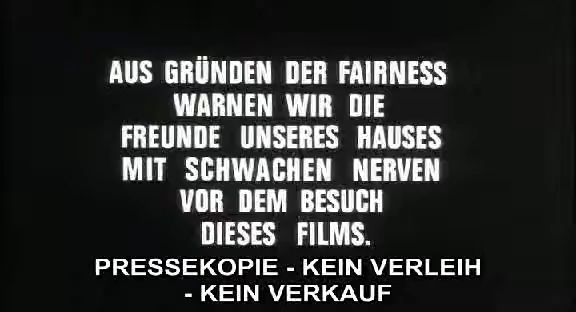 AUS GRÜNDEN DER FAIRNESS
WARNEN WIR DIE
FREUNDE UNSERES HAUSES
MIT SCHWACHEN NERVEN
VOR DEM BESUCH
DIESES FILMS.
PRESSEKOPIE - KEIN VERLEIH
- KEIN VERKAUF